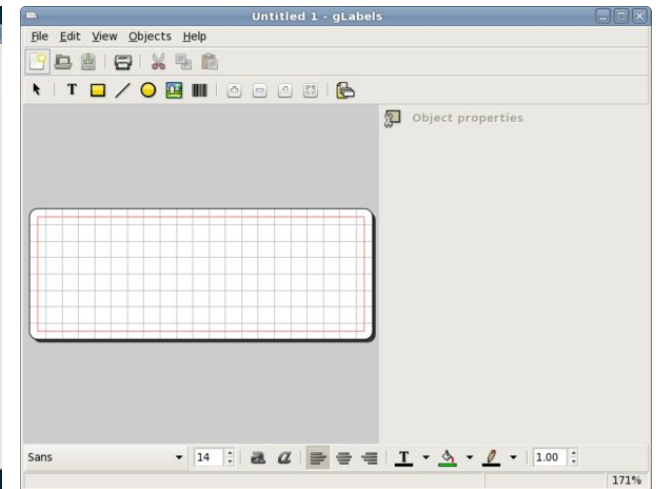 Untitled 1 - gLabels
File Edit View Objects Help
T
Object properties
Sans 14 a a T 1.00
171%